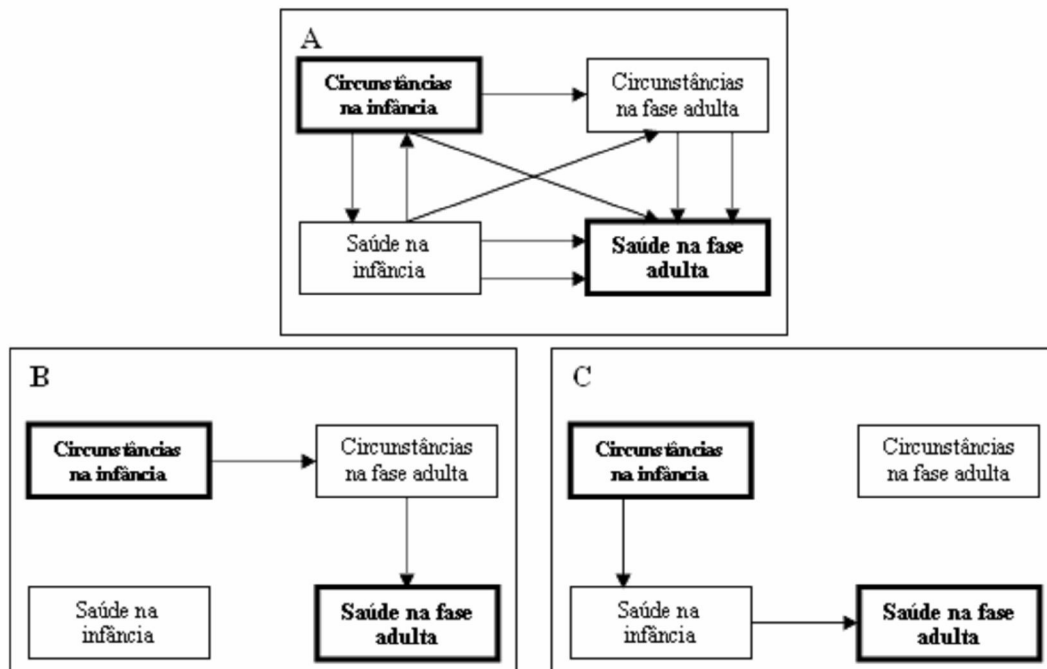 A
Circunstâncias
na infância
Circunstâncias
na fase adulta
Saúde na
infância
Saúde na fase
adulta
B
Circunstâncias
na infância
Circunstâncias
na fase adulta
Saúde na
infância
Saúde na fase
adulta
C
Circunstâncias
na infância
Circunstâncias
na fase adulta
Saúde na
infância
Saúde na fase
adulta